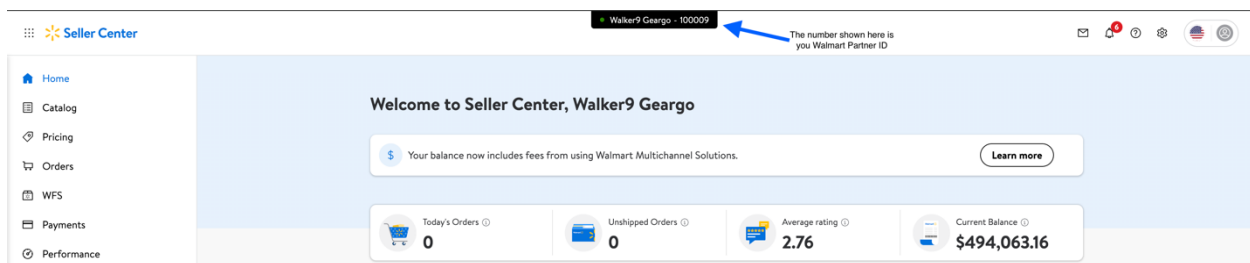 Seller Center
Walker9 Geargo - 100009
The number shown here is
you Walmart Partner ID
6
Home
Catalog
Pricing
Orders
WFS
Payments
Performance
Welcome to Seller Center, Walker9 Geargo
$ Your balance now includes fees from using Walmart Multichannel Solutions.
Learn more
Today's Orders
0
Unshipped Orders
0
Average rating
2.76
Current Balance
$494,063.16